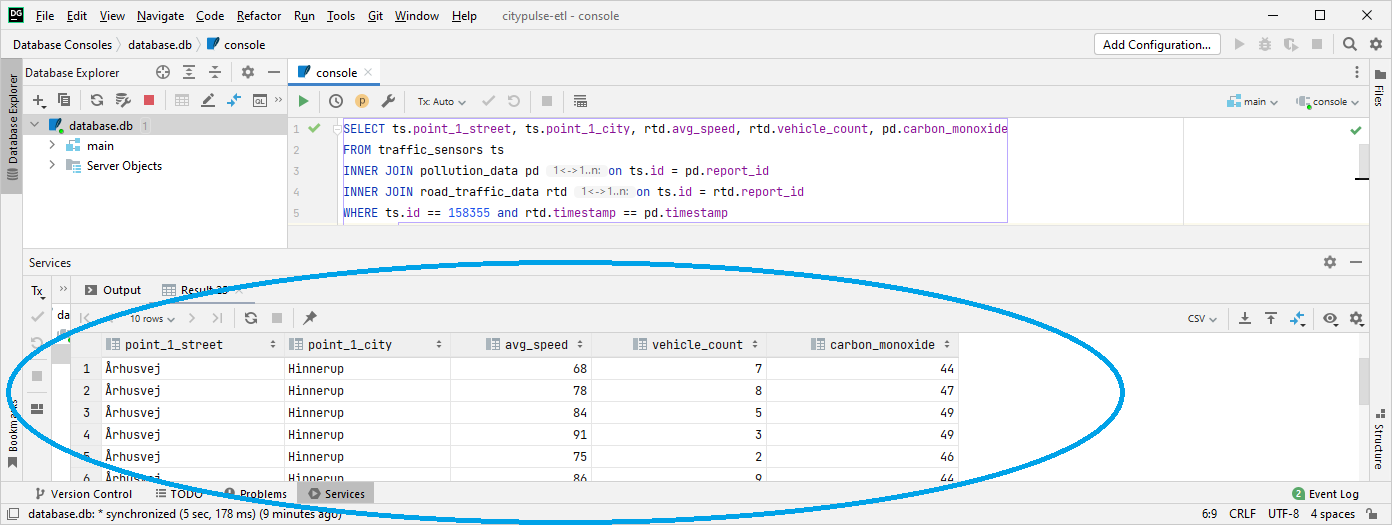 DG File Edit View Navigate Code Refactor Run Tools Git Window Help citypulse-etl - console
Database Consoles database.db console Add Configuration...
Database Explorer
Database Explorer
console
Files
Tx: Auto main console
database.db 1
main
Server Objects
1 SELECT ts.point_1_street, ts.point_1_city, rtd.avg_speed, rtd.vehicle_count, pd.carbon_monoxide
2 FROM traffic_sensors ts
3 INNER JOIN pollution_data pd 1<->1..n: on ts.id = pd.report_id
4 INNER JOIN road_traffic_data rtd 1<->1..n: on ts.id = rtd.report_id
5 WHERE ts.id == 158355 and rtd.timestamp == pd.timestamp
Services
Tx Output Result
da 10 rows CSV
point_1_street point_1_city avg_speed vehicle_count carbon_monoxide
1 Århusvej Hinnerup 68 7 44
2 Århusvej Hinnerup 78 8 47
3 Århusvej Hinnerup 84 5 49
4 Århusvej Hinnerup 91 3 49
5 Århusvej Hinnerup 75 2 46
6 Århusvej Hinnerup 86 9 44
Bookmarks
Structure
Version Control TODO Problems Services 2 Event Log
database.db: * synchronized (5 sec, 178 ms) (9 minutes ago) 6:9 CRLF UTF-8 4 spaces